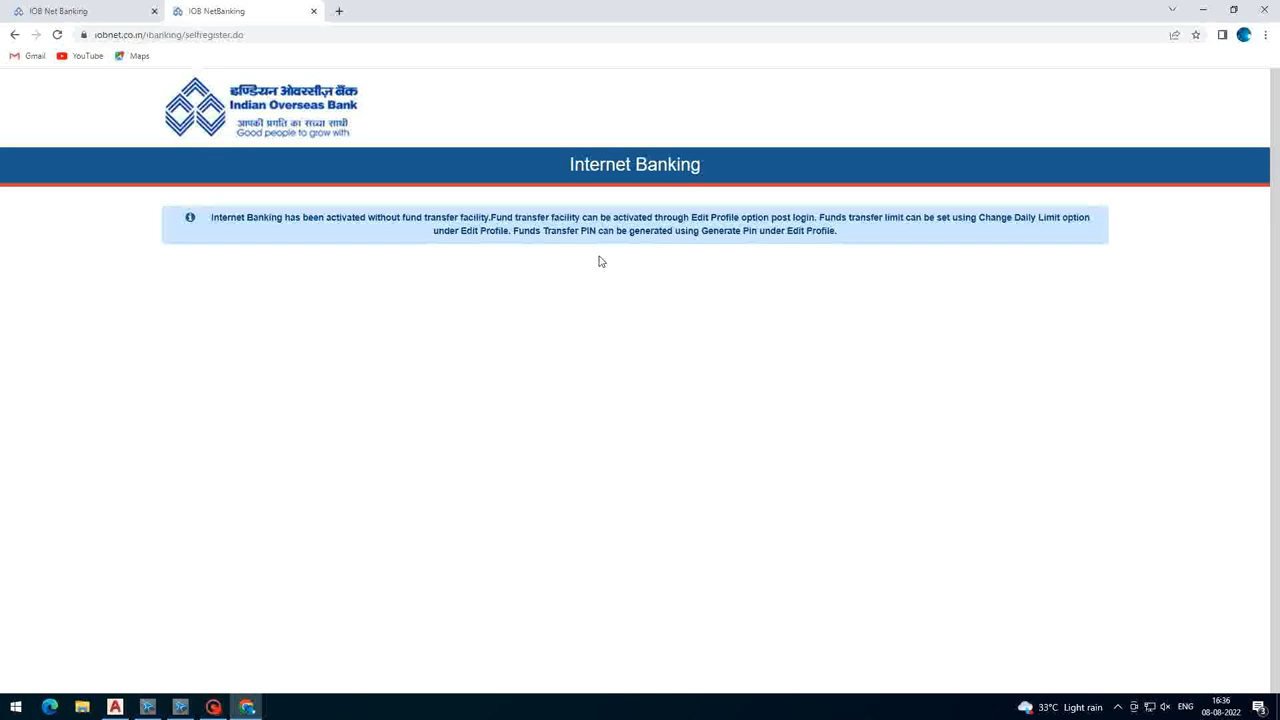 IOB Net Banking
IOB NetBanking
iobnet.co.in/ibanking/selfregister.do
Gmail
YouTube
Maps
इण्डियन ओवरसीज़ बैंक
Indian Overseas Bank
आपकी प्रगति का सच्चा साथी
Good people to grow with
Internet Banking
Internet Banking has been activated without fund transfer facility.Fund transfer facility can be activated through Edit Profile option post login. Funds transfer limit can be set using Change Daily Limit option
under Edit Profile. Funds Transfer PIN can be generated using Generate Pin under Edit Profile.
33°C Light rain
ENG
16:36
08-08-2022
3